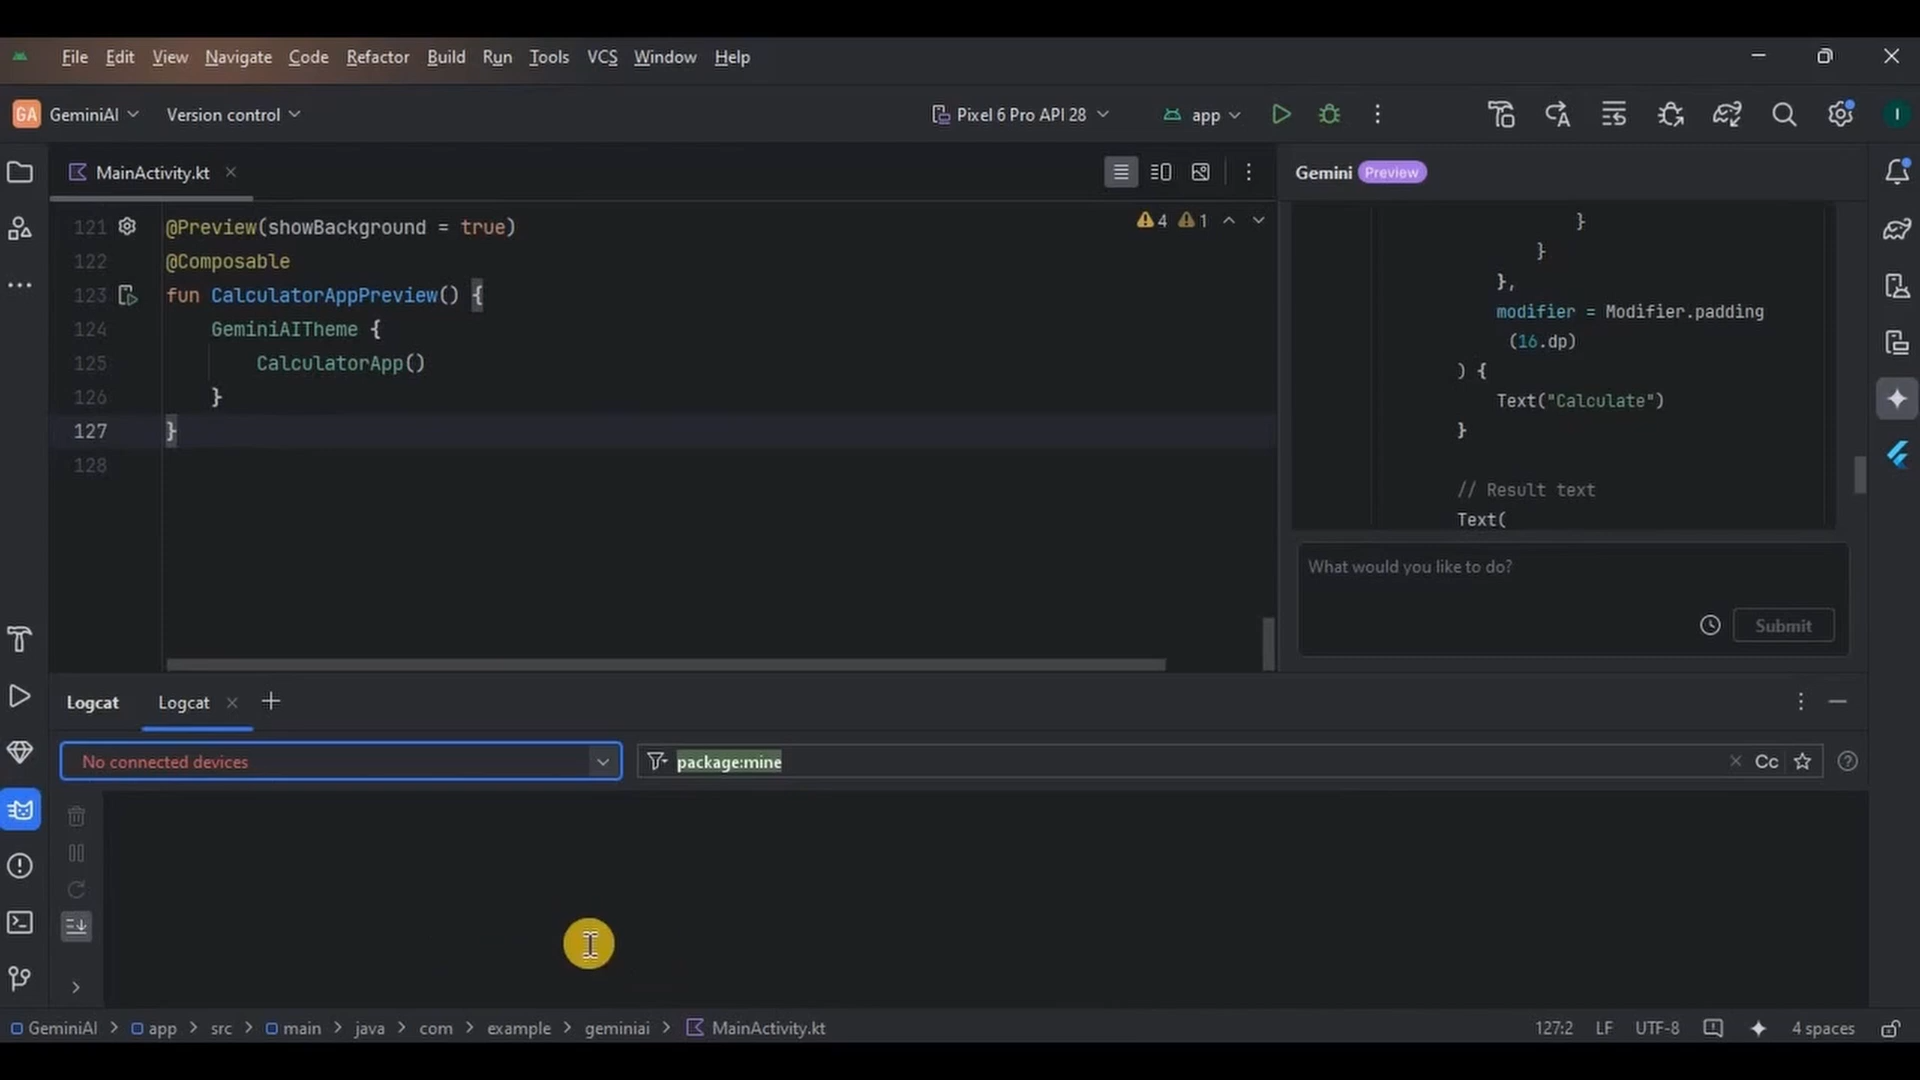 File Edit View Navigate Code Refactor Build Run Tools VCS Window Help
GA GeminiAI Version control Pixel 6 Pro API 28 app I
MainActivity.kt
121 @Preview(showBackground = true)
122 @Composable
123 fun CalculatorAppPreview() {
124 GeminiAITheme {
125 CalculatorApp()
126 }
127 }
128
4 1
Gemini Preview
}
}
},
modifier = Modifier.padding
(16.dp)
) {
Text("Calculate")
}
// Result text
Text(
What would you like to do?
Submit
Logcat Logcat
No connected devices package:mine Cc
GeminiAI > app > src > main > java > com > example > geminiai > MainActivity.kt 127:2 LF UTF-8 4 spaces